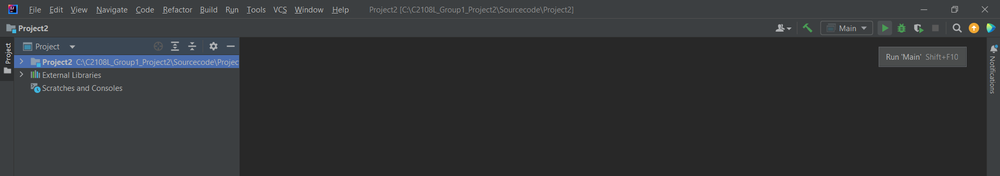 File Edit View Navigate Code Refactor Build Run Tools VCS Window Help Project2 [C:\C2108L_Group1_Project2\Sourcecode\Project2]
Project2 Main
Project Project
Run 'Main' Shift+F10
Project2 C:\C2108L_Group1_Project2\Sourcecode\Projec
External Libraries
Scratches and Consoles
Notifications